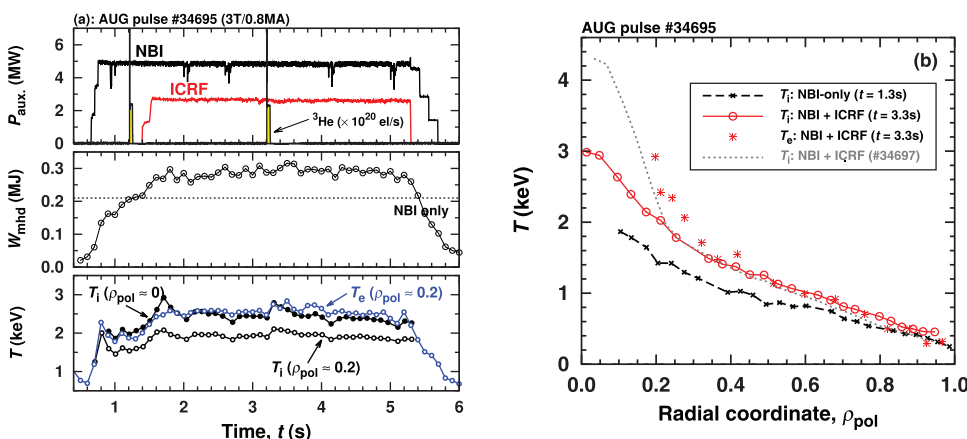 (a): AUG pulse #34695 (3T/0.8MA)
6
4
2
0
P_aux. (MW)
NBI
ICRF
³He (× 10²⁰ el/s)
0.3
0.2
0.1
0.0
W_mhd (MJ)
NBI only
3
2
1
T (keV)
T_i (ρ_pol ≈ 0)
T_e (ρ_pol ≈ 0.2)
T_i (ρ_pol ≈ 0.2)
1 2 3 4 5 6
Time, t (s)
AUG pulse #34695
(b)
4
3
2
1
0
T (keV)
T_i: NBI-only (t = 1.3s)
T_i: NBI + ICRF (t = 3.3s)
T_e: NBI + ICRF (t = 3.3s)
T_i: NBI + ICRF (#34697)
0.0 0.2 0.4 0.6 0.8 1.0
Radial coordinate, ρ_pol